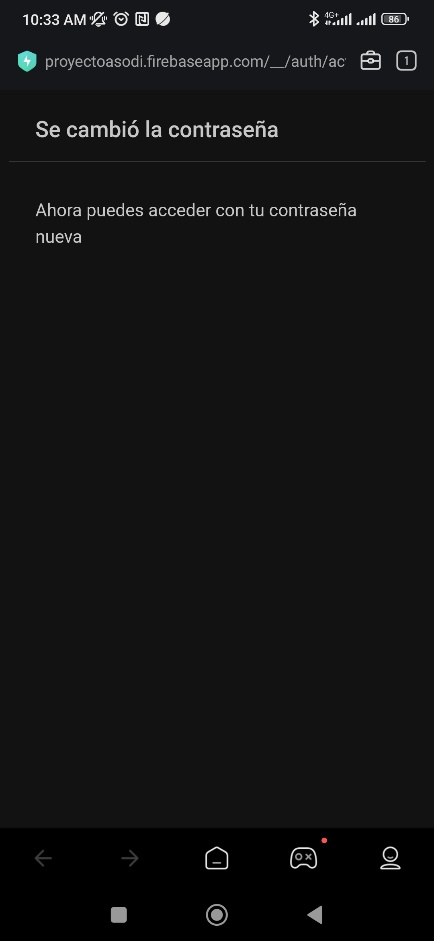 10:33 AM
4G+
86
proyectoasodi.firebaseapp.com/__/auth/ac
1
Se cambió la contraseña
Ahora puedes acceder con tu contraseña
nueva